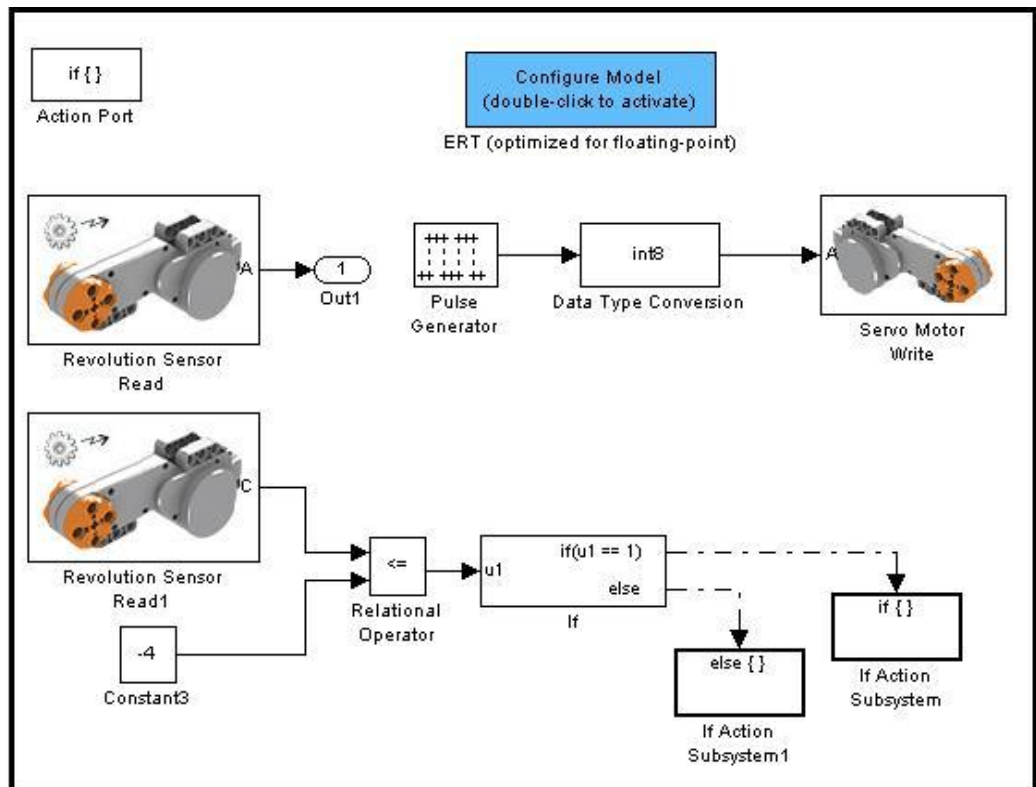 if { }
Action Port
Configure Model
(double-click to activate)
ERT (optimized for floating-point)
A
Revolution Sensor
Read
1
Out1
Pulse
Generator
int8
Data Type Conversion
A
Servo Motor
Write
C
Revolution Sensor
Read1
-4
Constant3
<=
Relational
Operator
u1
if(u1 == 1)
else
If
if { }
If Action
Subsystem
else { }
If Action
Subsystem1